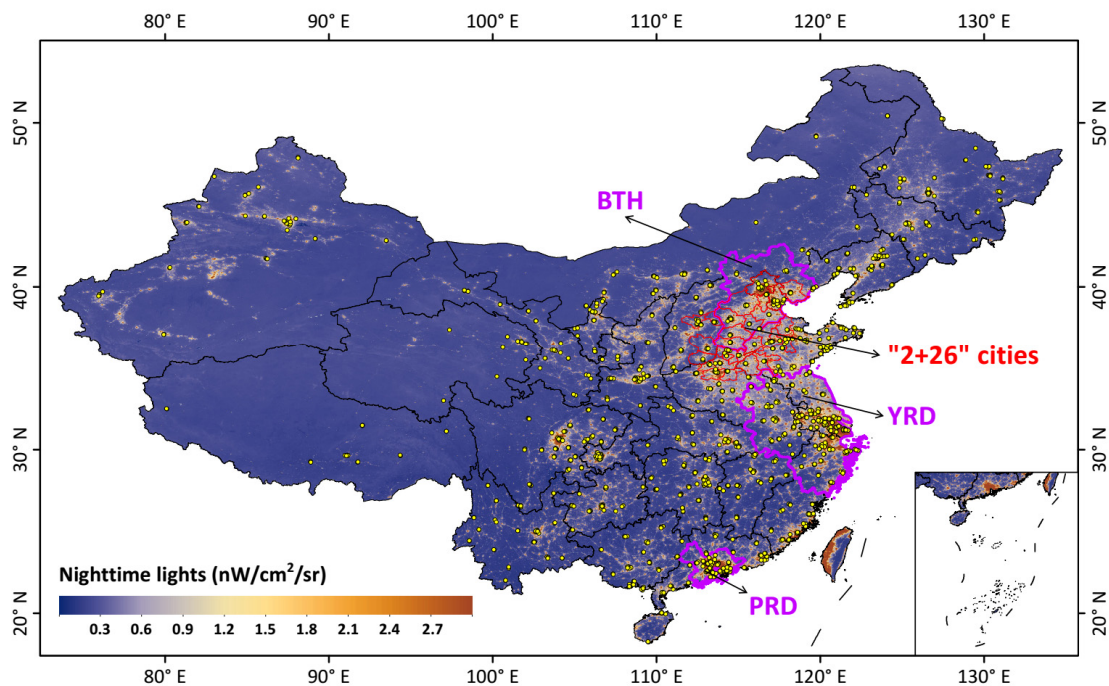 80° E 90° E 100° E 110° E 120° E 130° E
50° N 50° N
BTH
40° N 40° N
"2+26" cities
YRD
30° N 30° N
Nighttime lights (nW/cm²/sr)
0.3 0.6 0.9 1.2 1.5 1.8 2.1 2.4 2.7
PRD
20° N 20° N
80° E 90° E 100° E 110° E 120° E 130° E